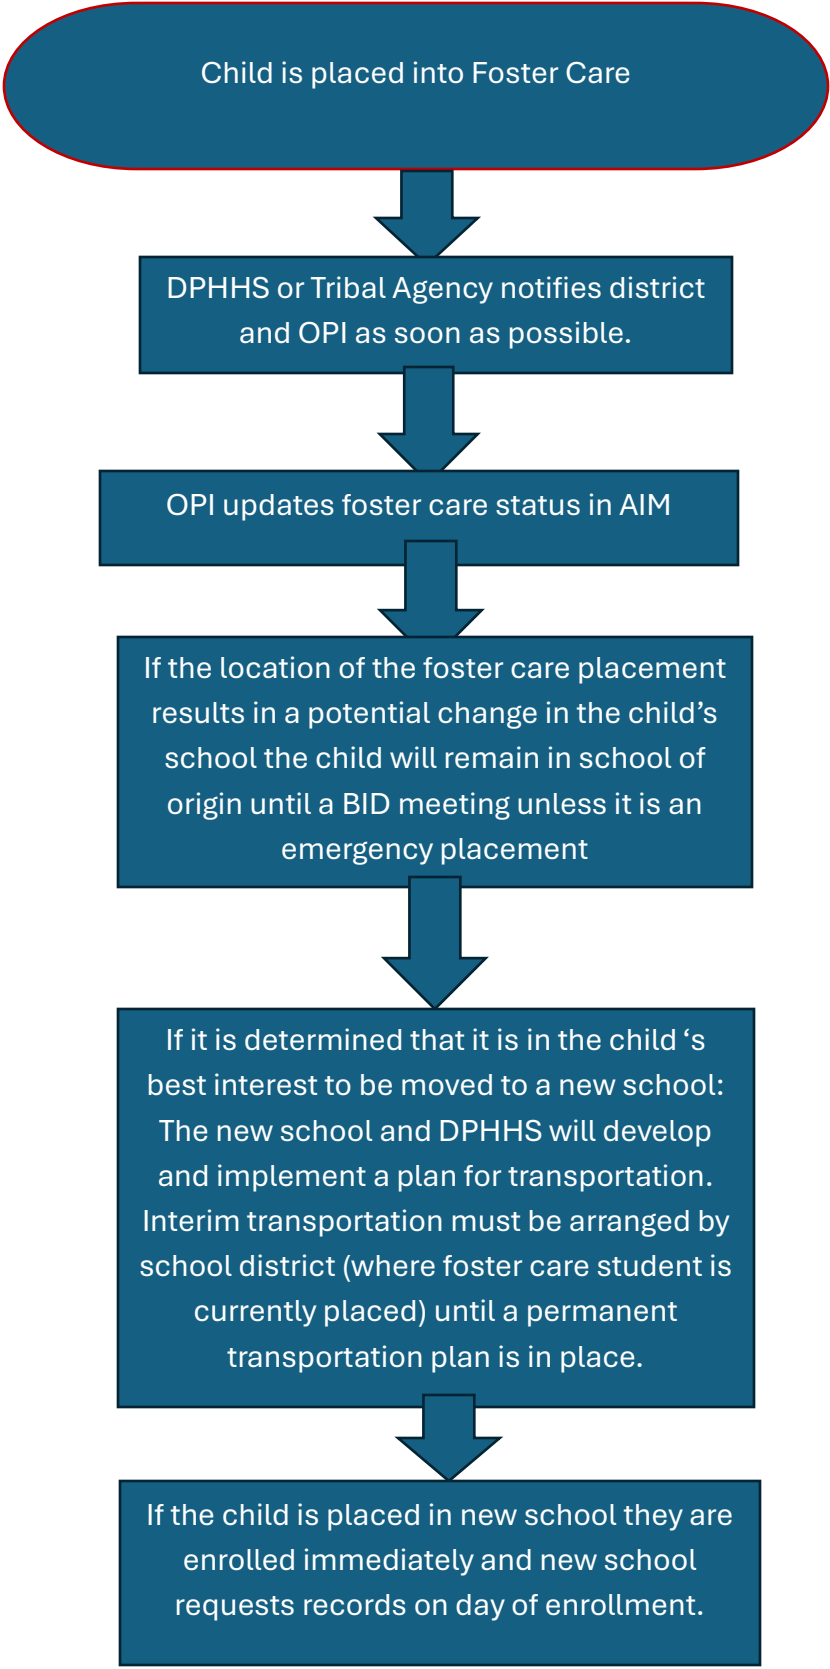 Child is placed into Foster Care
DPHHS or Tribal Agency notifies district
and OPI as soon as possible.
OPI updates foster care status in AIM
If the location of the foster care placement
results in a potential change in the child’s
school the child will remain in school of
origin until a BID meeting unless it is an
emergency placement
If it is determined that it is in the child ‘s
best interest to be moved to a new school:
The new school and DPHHS will develop
and implement a plan for transportation.
Interim transportation must be arranged by
school district (where foster care student is
currently placed) until a permanent
transportation plan is in place.
If the child is placed in new school they are
enrolled immediately and new school
requests records on day of enrollment.